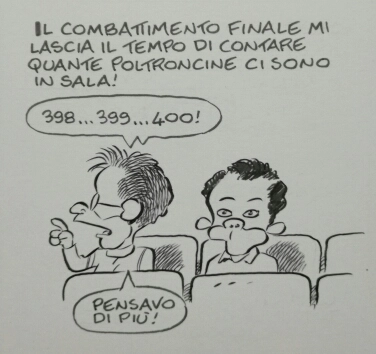 IL COMBATTIMENTO FINALE MI
LASCIA IL TEMPO DI CONTARE
QUANTE POLTRONCINE CI SONO
IN SALA!
398...399...400!
PENSAVO
DI PIÙ!